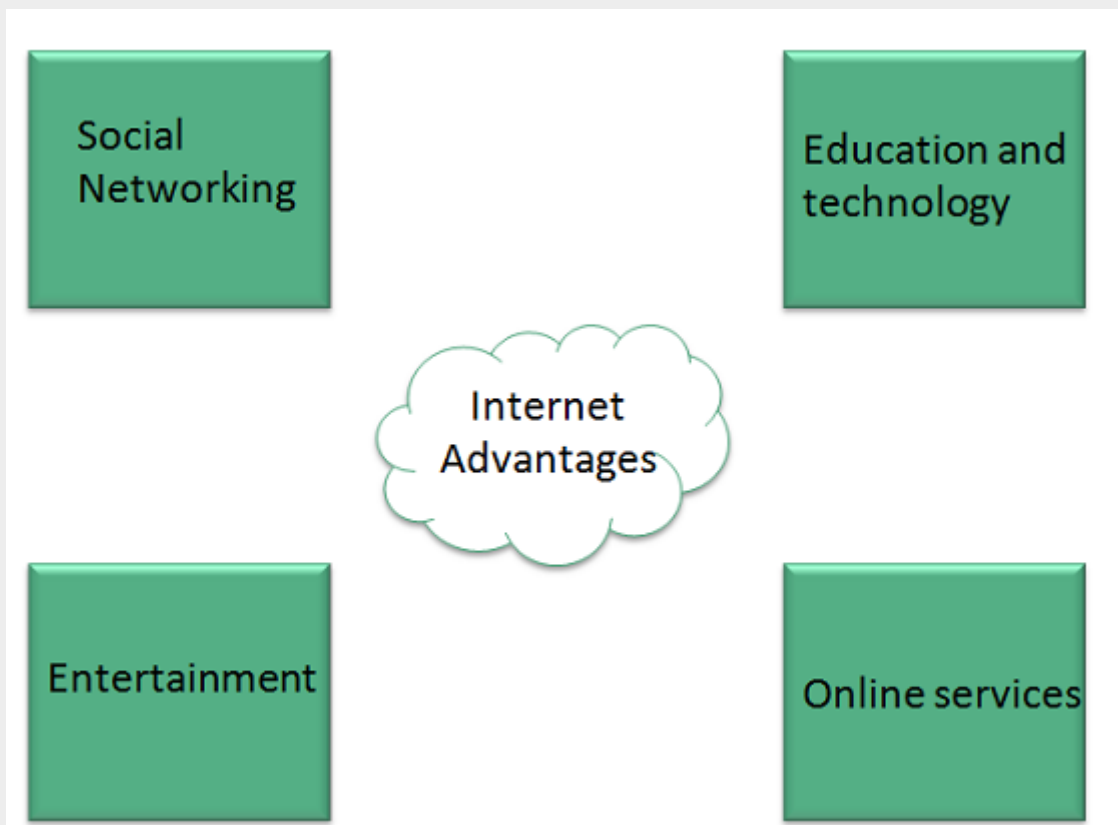 Social
Networking
Education and
technology
Internet
Advantages
Entertainment
Online services